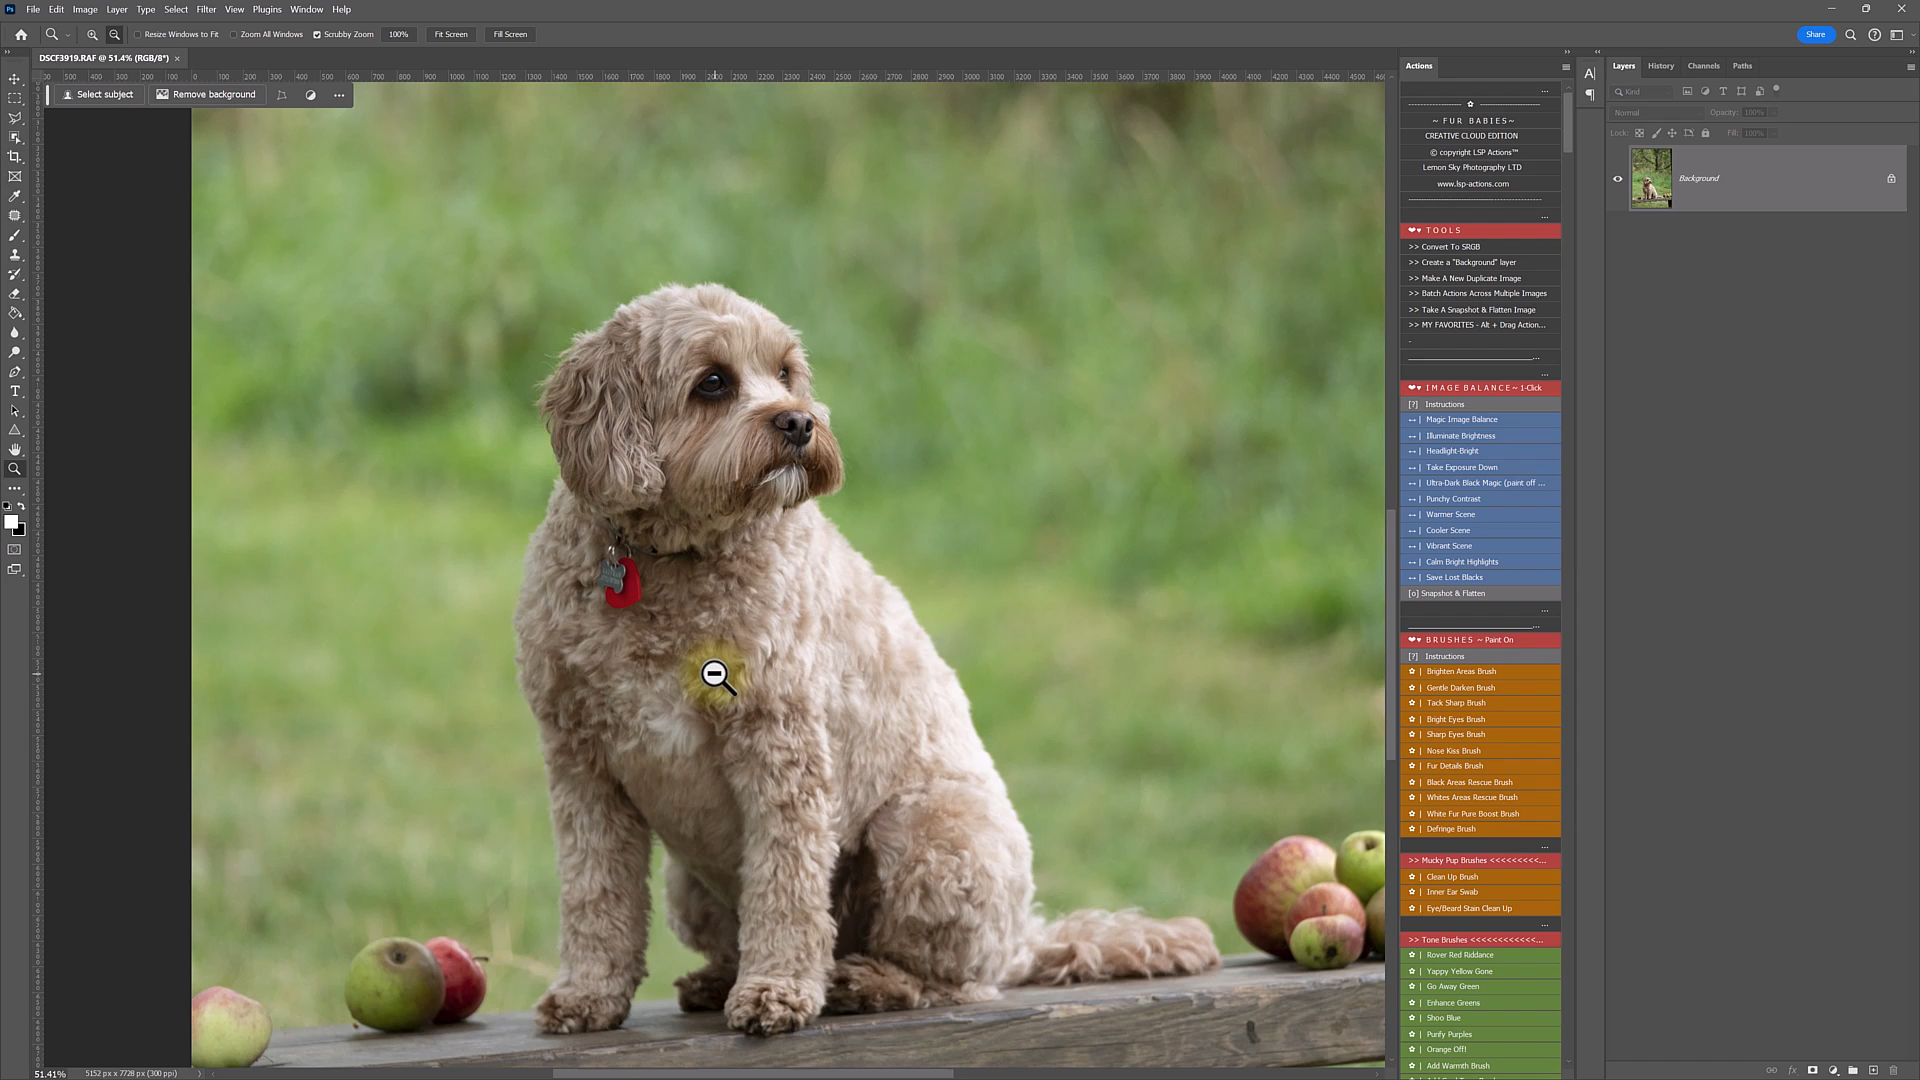 Ps File Edit Image Layer Type Select Filter View Plugins Window Help
Resize Windows to Fit Zoom All Windows Scrubby Zoom 100% Fit Screen Fill Screen Share
DSCF3919.RAF @ 51.4% (RGB/8*) ×
Select subject Remove background ...
Actions
~ F U R B A B I E S ~
CREATIVE CLOUD EDITION
© copyright LSP Actions™
Lemon Sky Photography LTD
www.lsp-actions.com
T O O L S
>> Convert To SRGB
>> Create a "Background" layer
>> Make A New Duplicate Image
>> Batch Actions Across Multiple Images
>> Take A Snapshot & Flatten Image
>> MY FAVORITES - Alt + Drag Action...
I M A G E B A L A N C E ~ 1-Click
[?] Instructions
Magic Image Balance
Illuminate Brightness
Headlight-Bright
Take Exposure Down
Ultra-Dark Black Magic (paint off ...
Punchy Contrast
Warmer Scene
Cooler Scene
Vibrant Scene
Calm Bright Highlights
Save Lost Blacks
[o] Snapshot & Flatten
B R U S H E S ~ Paint On
[?] Instructions
Brighten Areas Brush
Gentle Darken Brush
Tack Sharp Brush
Bright Eyes Brush
Sharp Eyes Brush
Nose Kiss Brush
Fur Details Brush
Black Areas Rescue Brush
Whites Areas Rescue Brush
White Fur Pure Boost Brush
Defringe Brush
>> Mucky Pup Brushes <<<<<<<<<...
Clean Up Brush
Inner Ear Swab
Eye/Beard Stain Clean Up
>> Tone Brushes <<<<<<<<<<<<...
Rover Red Riddance
Yappy Yellow Gone
Go Away Green
Enhance Greens
Shoo Blue
Purify Purples
Orange Off!
Add Warmth Brush
Layers History Channels Paths
Kind
Normal Opacity: 100%
Lock: Fill: 100%
Background
51.41% 5152 px x 7728 px (300 ppi)